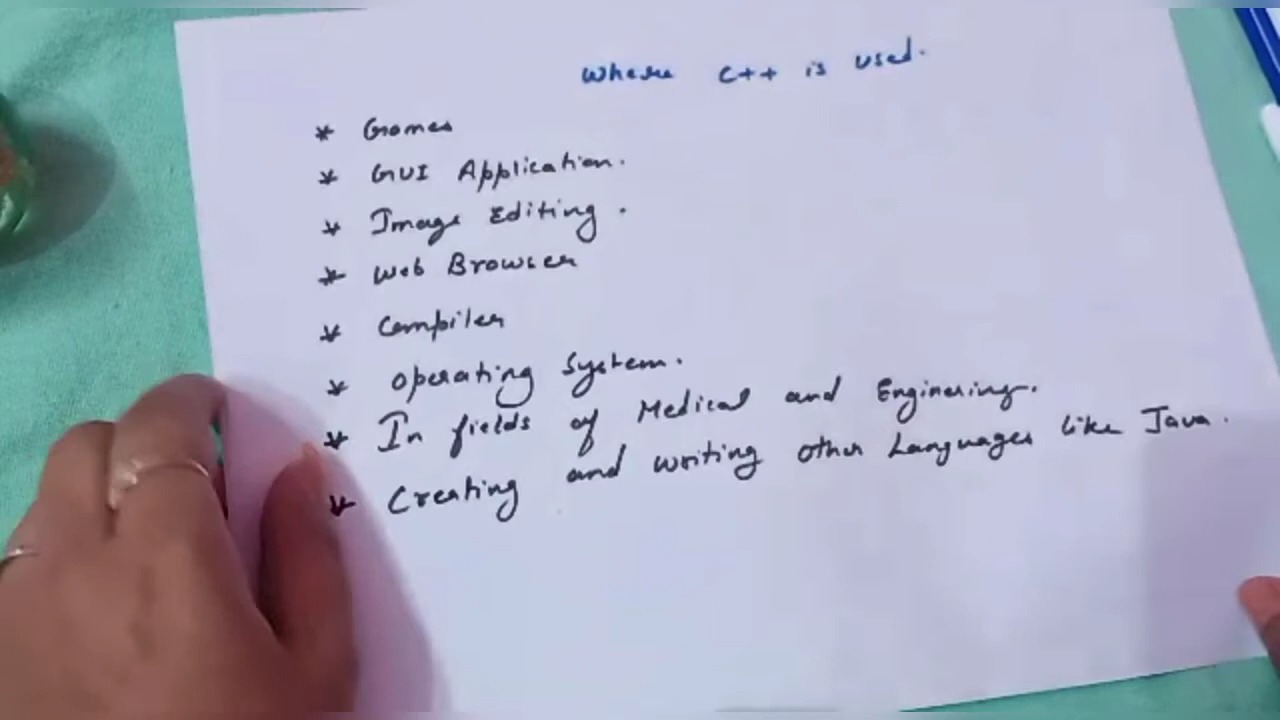 Where C++ is used.
* Games
* GUI Application.
* Image Editing.
* Web Browser
* Compiler
* Operating System.
* In fields of Medical and Enginering.
* Creating and writing other Languages like Java.